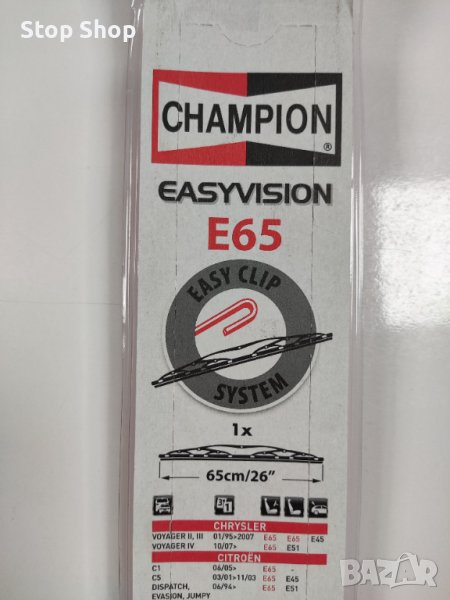 Stop Shop
CHAMPION
®
EASYVISION
E65
EASY CLIP
SYSTEM
1x
65cm/26"
CHRYSLER
VOYAGER II, III 01/95>2007 E65 E65 E45
VOYAGER IV 10/07> E65 E51
CITROËN
C1 06/05> E65 -
C5 03/01>11/03 E65 E45
DISPATCH, 06/94> E65 E51
EVASION, JUMPY
BAZAR